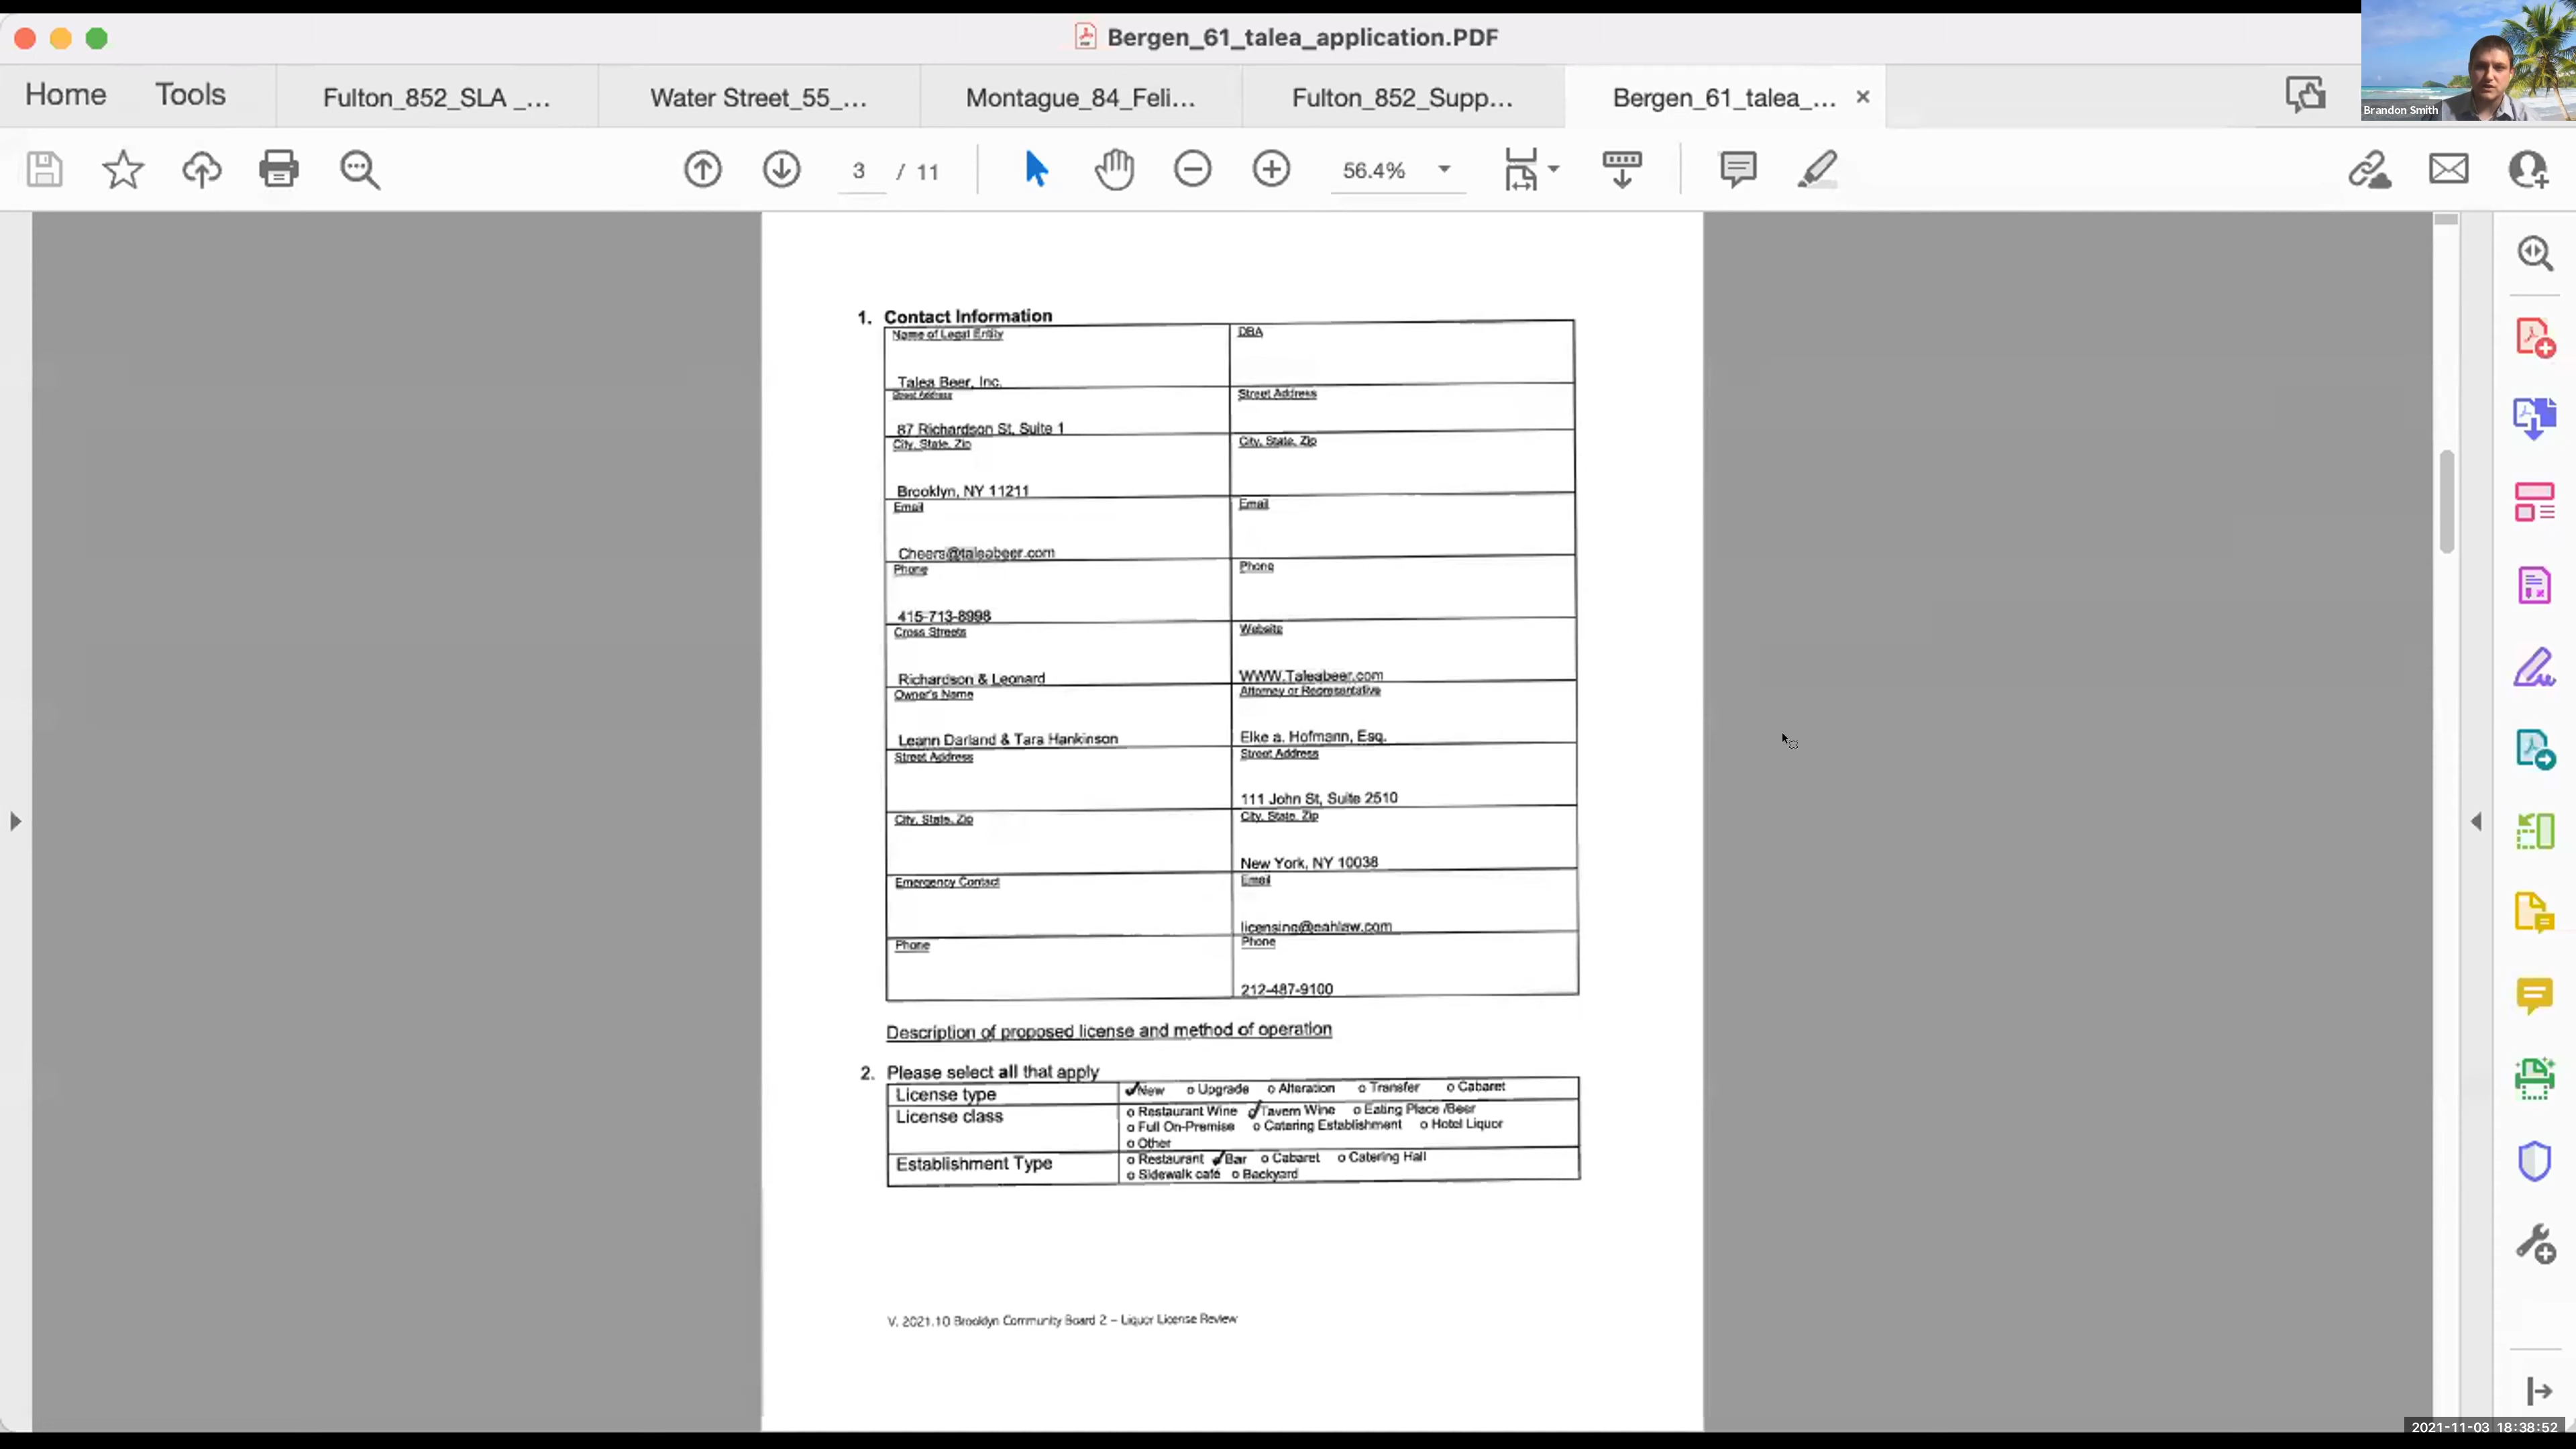 Bergen_61_talea_application.PDF
Home Tools Fulton_852_SLA _... Water Street_55_... Montague_84_Feli... Fulton_852_Supp... Bergen_61_talea_... ×
Brandon Smith
3 / 11 56.4%
1. Contact Information
Name of Legal Entity DBA
Talea Beer, Inc.
Street Address Street Address
87 Richardson St, Suite 1
City, State, Zip City, State, Zip
Brooklyn, NY 11211
Email Email
Cheers@taleabeer.com
Phone Phone
415-713-8998
Cross Streets Website
Richardson & Leonard WWW.Taleabeer.com
Owner's Name Attorney or Representative
Leann Darland & Tara Hankinson Elke a. Hofmann, Esq.
Street Address Street Address
111 John St, Suite 2510
City, State, Zip City, State, Zip
New York, NY 10038
Emergency Contact Email
licensing@eahlaw.com
Phone Phone
212-487-9100
Description of proposed license and method of operation
2. Please select all that apply
License type ✓New o Upgrade o Alteration o Transfer o Cabaret
License class o Restaurant Wine ✓Tavern Wine o Eating Place /Beer
o Full On-Premise o Catering Establishment o Hotel Liquor
o Other
Establishment Type o Restaurant ✓Bar o Cabaret o Catering Hall
o Sidewalk café o Backyard
V. 2021.10 Brooklyn Community Board 2 – Liquor License Review
2021-11-03 18:38:52